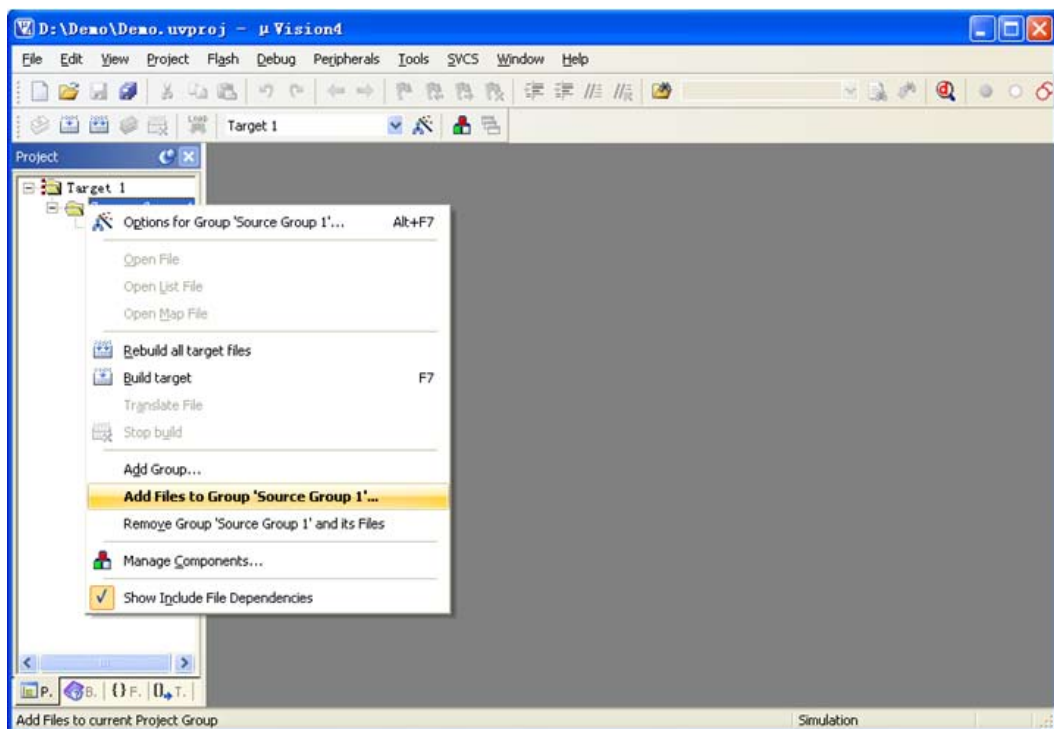 D:\Demo\Demo.uvproj - μVision4
File Edit View Project Flash Debug Peripherals Tools SVCS Window Help
Target 1
Project
Target 1
Options for Group 'Source Group 1'... Alt+F7
Open File
Open List File
Open Map File
Rebuild all target files
Build target F7
Translate File
Stop build
Add Group...
Add Files to Group 'Source Group 1'...
Remove Group 'Source Group 1' and its Files
Manage Components...
Show Include File Dependencies
P. B. {} F. 0 T.
Add Files to current Project Group Simulation